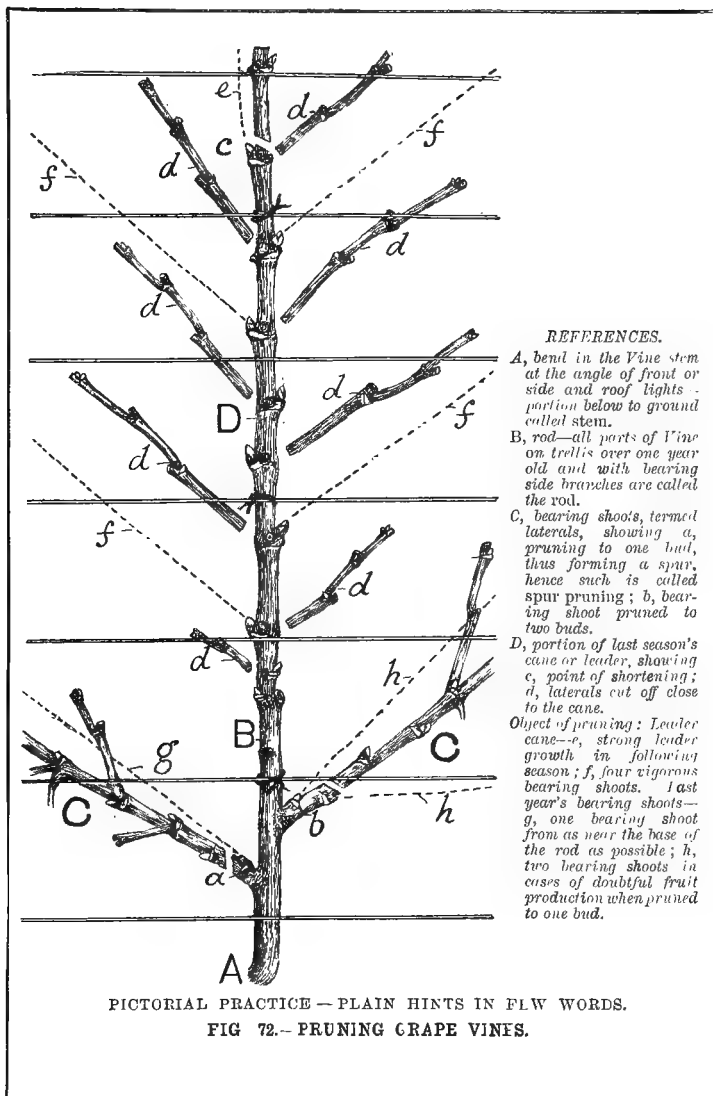 e
d
c
d
f
f
d
d
d
D
f
d
f
d
d
h
B
g
C
C
b
h
a
A
REFERENCES.
A, bend in the Vine stem
at the angle of front or
side and roof lights -
portion below to ground
called stem.
B, rod—all parts of Vine
on trellis over one year
old and with bearing
side branches are called
the rod.
C, bearing shoots, termed
laterals, showing a,
pruning to one bud,
thus forming a spur,
hence such is called
spur pruning; b, bear-
ing shoot pruned to
two buds.
D, portion of last season's
cane or leader, showing
c, point of shortening;
d, laterals cut off close
to the cane.
Object of pruning: Leader
cane—e, strong leader
growth in following
season; f, four vigorous
bearing shoots. Last
year's bearing shoots—
g, one bearing shoot
from as near the base of
the rod as possible; h,
two bearing shoots in
cases of doubtful fruit
production when pruned
to one bud.
PICTORIAL PRACTICE — PLAIN HINTS IN FEW WORDS.
FIG 72.— PRUNING GRAPE VINES.